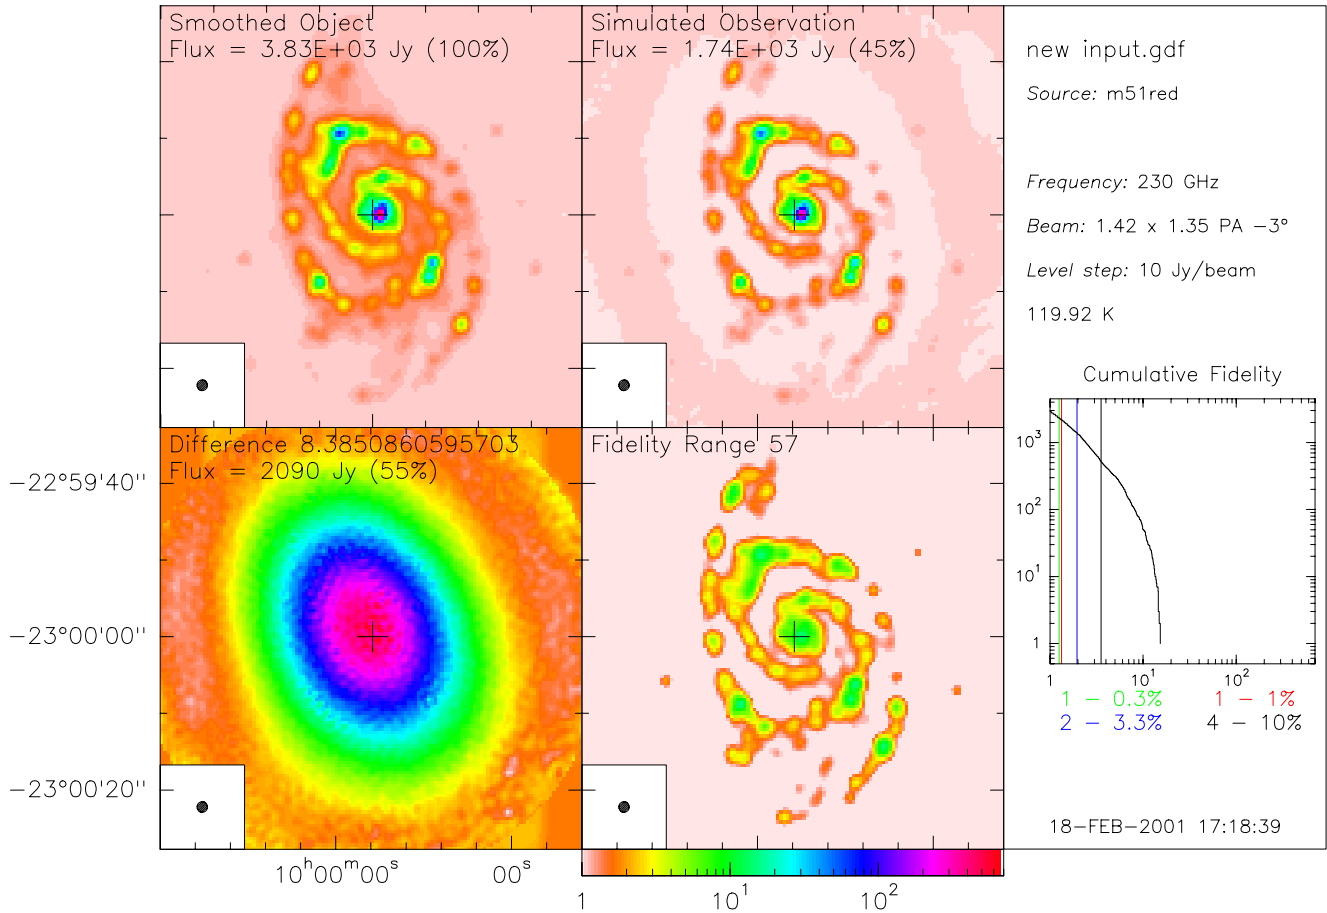 Smoothed Object
Flux = 3.83E+03 Jy (100%)
Simulated Observation
Flux = 1.74E+03 Jy (45%)
new input.gdf
Source: m51red
Frequency: 230 GHz
Beam: 1.42 x 1.35 PA −3°
Level step: 10 Jy/beam
119.92 K
Cumulative Fidelity
10³
10²
10¹
1
1
10¹
10²
1 − 0.3%
1 − 1%
2 − 3.3%
4 − 10%
18−FEB−2001 17:18:39
Difference 8.3850860595703
Flux = 2090 Jy (55%)
Fidelity Range 57
−22°59'40''
−23°00'00''
−23°00'20''
10ʰ00ᵐ00ˢ
00ˢ
1
10¹
10²